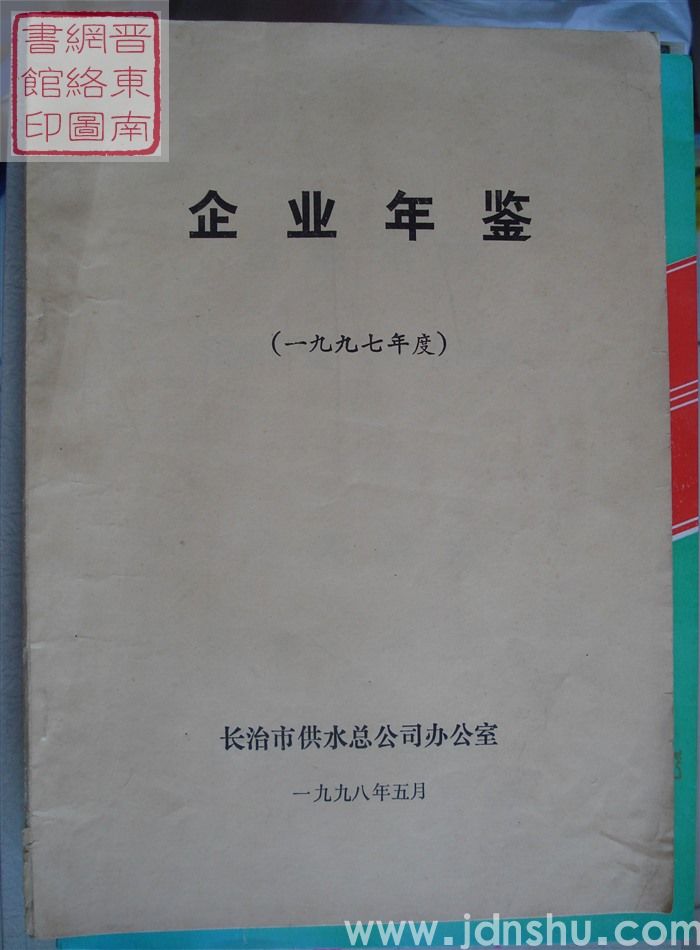 晋東南
網絡圖
書館印
企业年鉴
(一九九七年度)
长治市供水总公司办公室
一九九八年五月
www.jdnshu.com